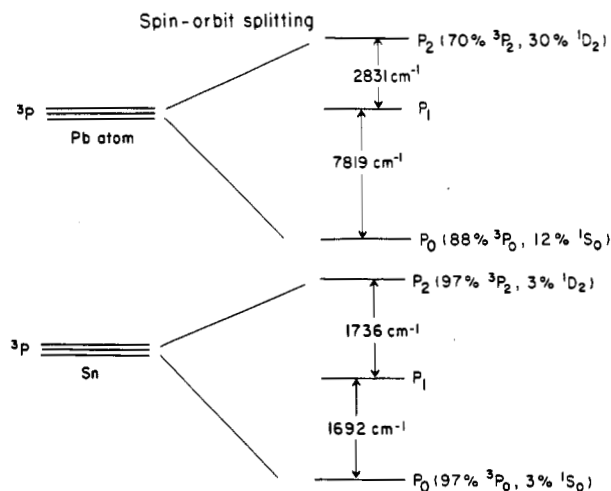 Spin-orbit splitting
P₂ (70% ³P₂, 30% ¹D₂)
2831 cm⁻¹
³P
Pb atom
P₁
7819 cm⁻¹
P₀ (88% ³P₀, 12% ¹S₀)
P₂ (97% ³P₂, 3% ¹D₂)
1736 cm⁻¹
³P
Sn
P₁
1692 cm⁻¹
P₀ (97% ³P₀, 3% ¹S₀)